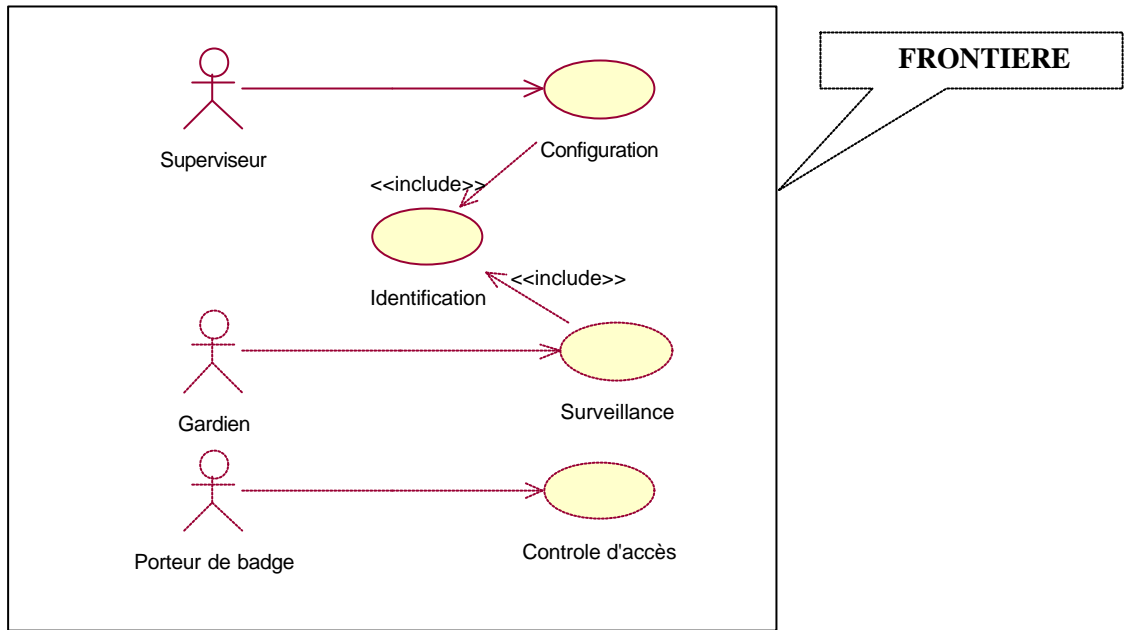 FRONTIERE
Superviseur
Configuration
<<include>>
Identification
<<include>>
Gardien
Surveillance
Porteur de badge
Controle d'accès